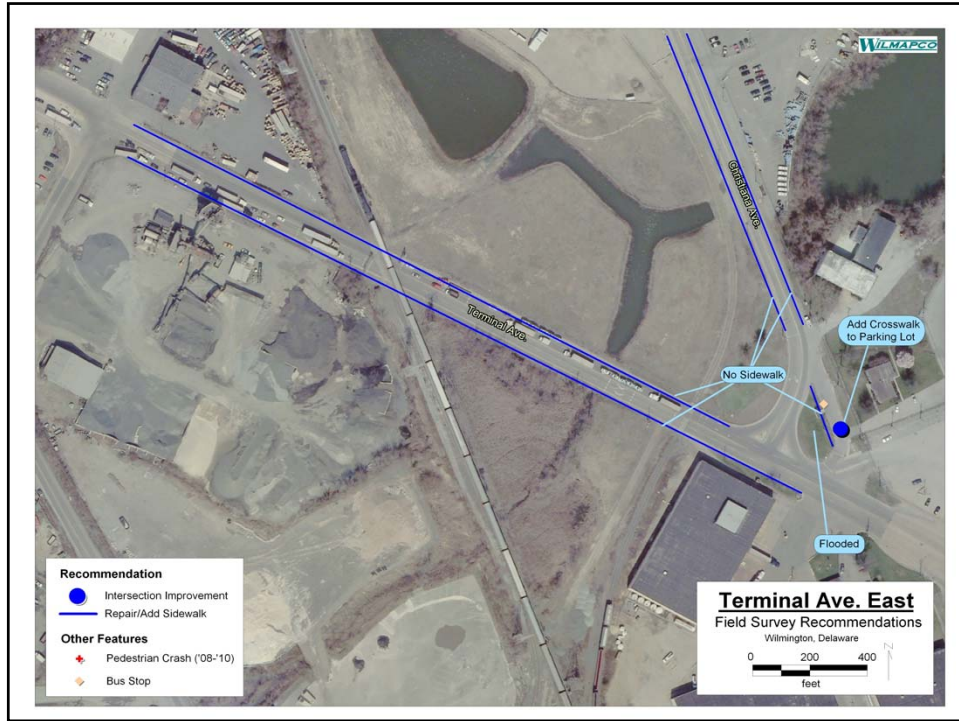 WILMAPCO
Christiana Ave.
Terminal Ave.
Add Crosswalk
to Parking Lot
No Sidewalk
Flooded
Recommendation
Intersection Improvement
Repair/Add Sidewalk
Other Features
Pedestrian Crash ('08-'10)
Bus Stop
Terminal Ave. East
Field Survey Recommendations
Wilmington, Delaware
0 200 400
feet
N